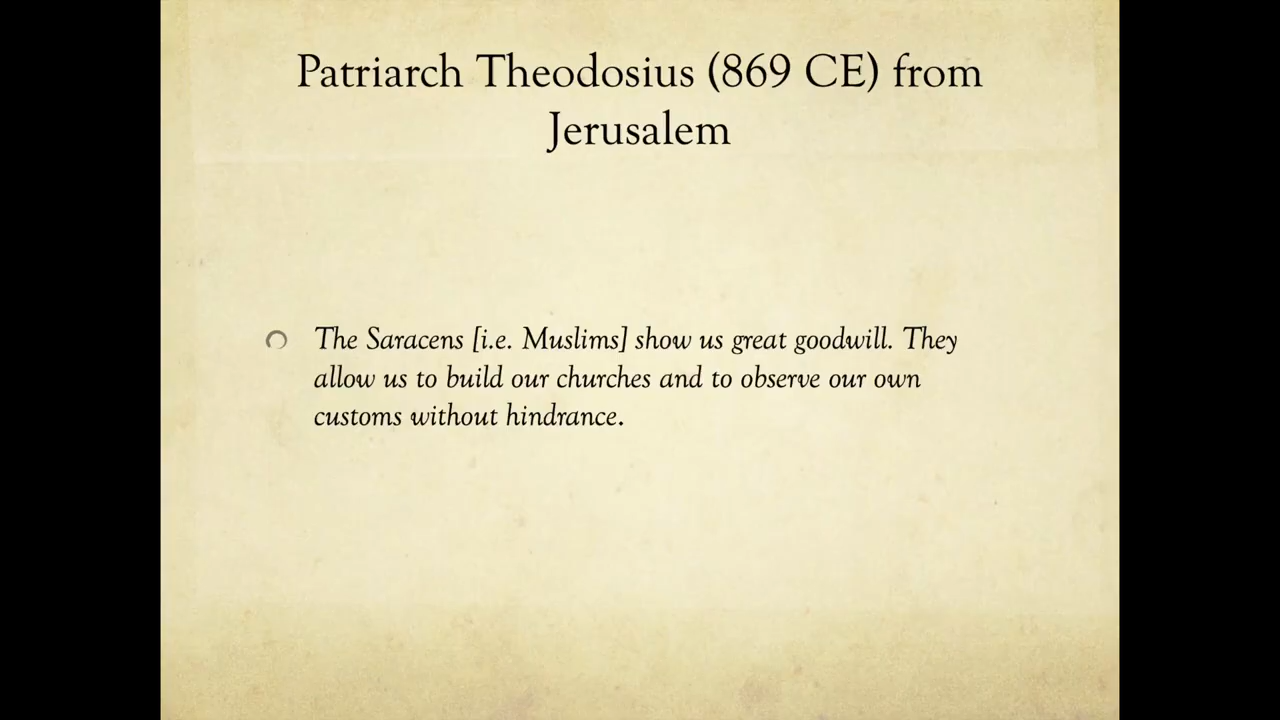 Patriarch Theodosius (869 CE) from
Jerusalem
The Saracens [i.e. Muslims] show us great goodwill. They
allow us to build our churches and to observe our own
customs without hindrance.